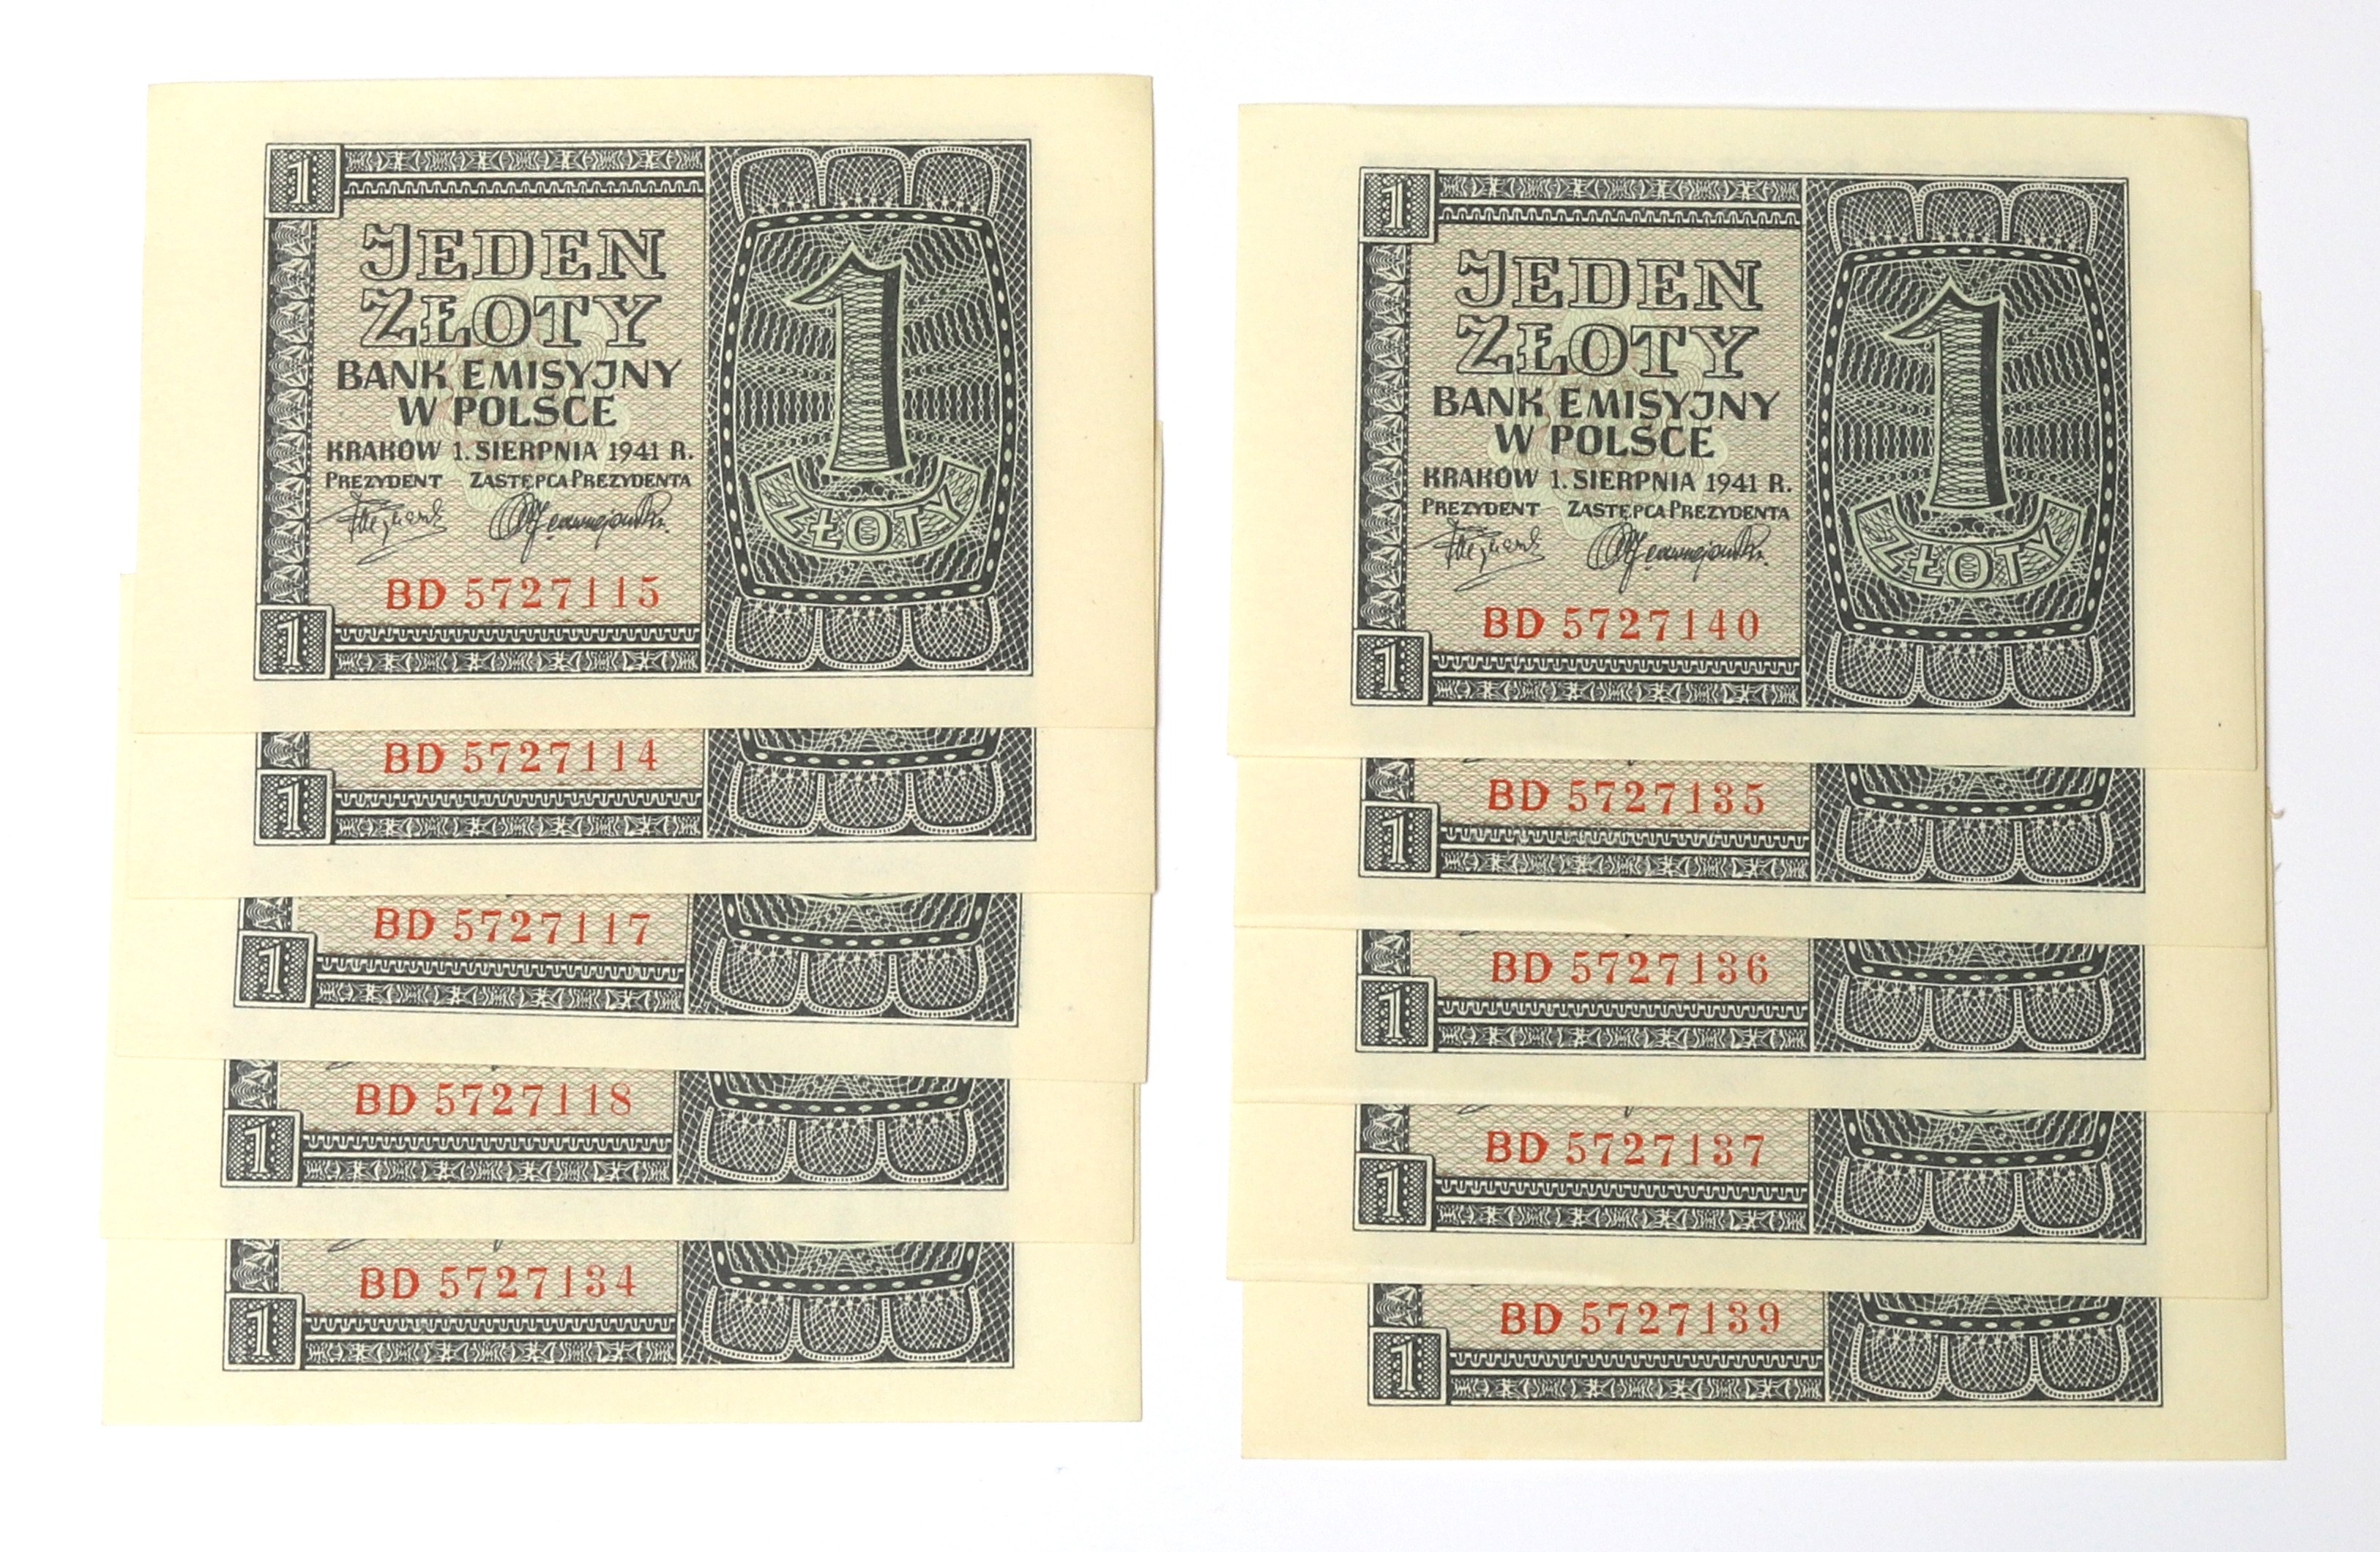 1
JEDEN
ZŁOTY
BANK EMISYJNY
W POLSCE
KRAKÓW 1. SIERPNIA 1941 R.
PREZYDENT ZASTĘPCA PREZYDENTA
BD 5727115
1
1
ZŁOTY
BD 5727114
1
BD 5727117
1
BD 5727118
1
BD 5727134
1
1
JEDEN
ZŁOTY
BANK EMISYJNY
W POLSCE
KRAKÓW 1. SIERPNIA 1941 R.
PREZYDENT ZASTĘPCA PREZYDENTA
BD 5727140
1
1
ZŁOTY
BD 5727135
1
BD 5727136
1
BD 5727137
1
BD 5727139
1